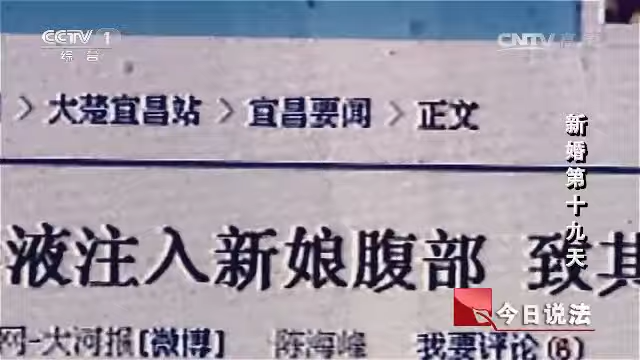 CCTV 1
综合
CNTV 高清
> 大楚宜昌站 > 宜昌要闻 > 正文
新婚第十九天
液注入新娘腹部 致其
今日说法
网-大河报[微博] 陈海峰 我要评论(6)